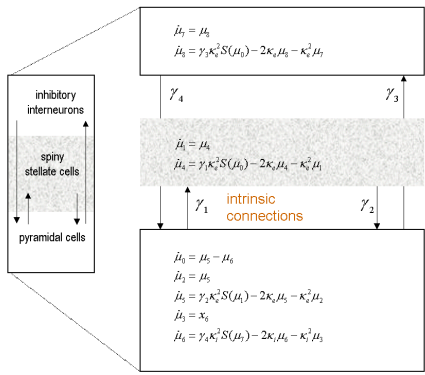 μ̇₇ = μ₈
μ̇₈ = γ₃κₑ²S(μ₀) − 2κₑμ₈ − κₑ²μ₇
γ₄
γ₃
inhibitory
interneurons
spiny
stellate cells
pyramidal cells
μ̇₁ = μ₄
μ̇₄ = γ₁κₑ²S(μ₀) − 2κₑμ₄ − κₑ²μ₁
γ₁
intrinsic
connections
γ₂
μ̇₀ = μ₅ − μ₆
μ̇₂ = μ₅
μ̇₅ = γ₂κₑ²S(μ₁) − 2κₑμ₅ − κₑ²μ₂
μ̇₃ = x₆
μ̇₆ = γ₄κᵢ²S(μ₇) − 2κᵢμ₆ − κᵢ²μ₃